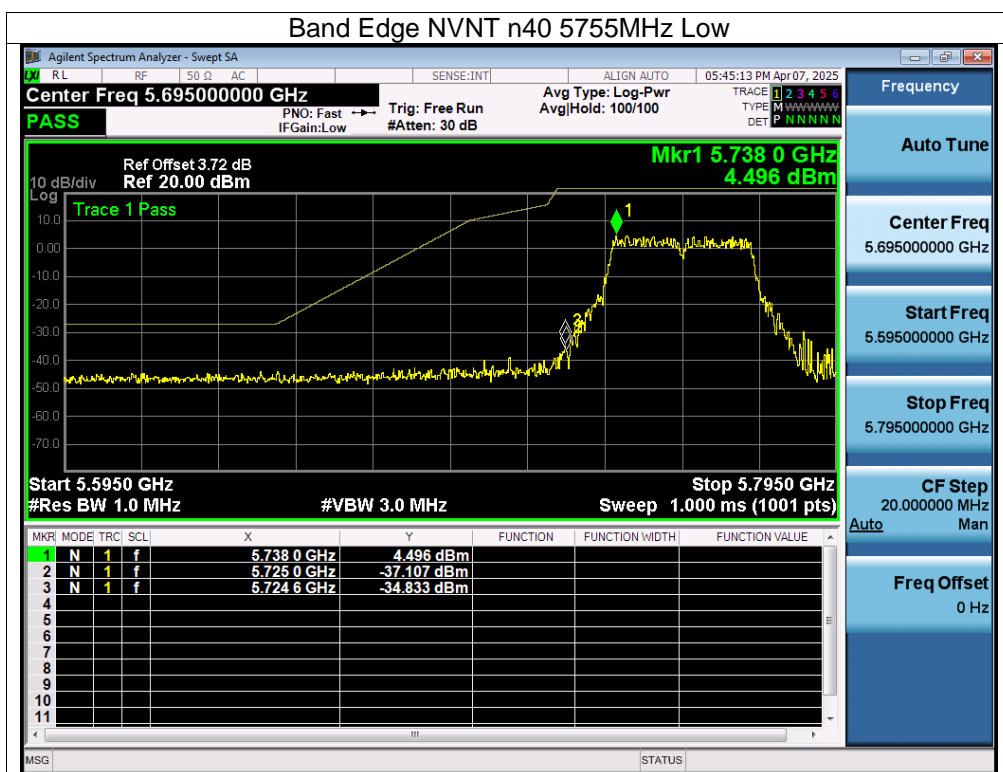 Band Edge NVNT n40 5755MHz Low
Agilent Spectrum Analyzer - Swept SA
LXI RL RF 50 Ω AC SENSE:INT ALIGN AUTO 05:45:13 PM Apr 07, 2025
Center Freq 5.695000000 GHz
PASS
PNO: Fast
IFGain:Low
Trig: Free Run
#Atten: 30 dB
Avg Type: Log-Pwr
Avg|Hold: 100/100
TRACE 1 2 3 4 5 6
TYPE M WWWWW
DET P N N N N N
Ref Offset 3.72 dB
10 dB/div Ref 20.00 dBm
Log
Mkr1 5.738 0 GHz
4.496 dBm
Trace 1 Pass
1
10.0
0.00
-10.0
-20.0
-30.0
-40.0
-50.0
-60.0
-70.0
Start 5.5950 GHz Stop 5.7950 GHz
#Res BW 1.0 MHz #VBW 3.0 MHz Sweep 1.000 ms (1001 pts)
MKR MODE TRC SCL X Y FUNCTION FUNCTION WIDTH FUNCTION VALUE
1 N 1 f 5.738 0 GHz 4.496 dBm
2 N 1 f 5.725 0 GHz -37.107 dBm
3 N 1 f 5.724 6 GHz -34.833 dBm
4
5
6
7
8
9
10
11
MSG STATUS
Frequency
Auto Tune
Center Freq
5.695000000 GHz
Start Freq
5.595000000 GHz
Stop Freq
5.795000000 GHz
CF Step
20.000000 MHz
Auto Man
Freq Offset
0 Hz